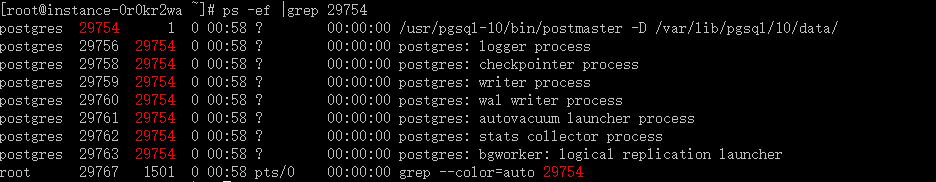 [root@instance-0r0kr2wa ~]# ps -ef |grep 29754
postgres 29754 1 0 00:58 ? 00:00:00 /usr/pgsql-10/bin/postmaster -D /var/lib/pgsql/10/data/
postgres 29756 29754 0 00:58 ? 00:00:00 postgres: logger process
postgres 29758 29754 0 00:58 ? 00:00:00 postgres: checkpointer process
postgres 29759 29754 0 00:58 ? 00:00:00 postgres: writer process
postgres 29760 29754 0 00:58 ? 00:00:00 postgres: wal writer process
postgres 29761 29754 0 00:58 ? 00:00:00 postgres: autovacuum launcher process
postgres 29762 29754 0 00:58 ? 00:00:00 postgres: stats collector process
postgres 29763 29754 0 00:58 ? 00:00:00 postgres: bgworker: logical replication launcher
root 29767 1501 0 00:58 pts/0 00:00:00 grep --color=auto 29754